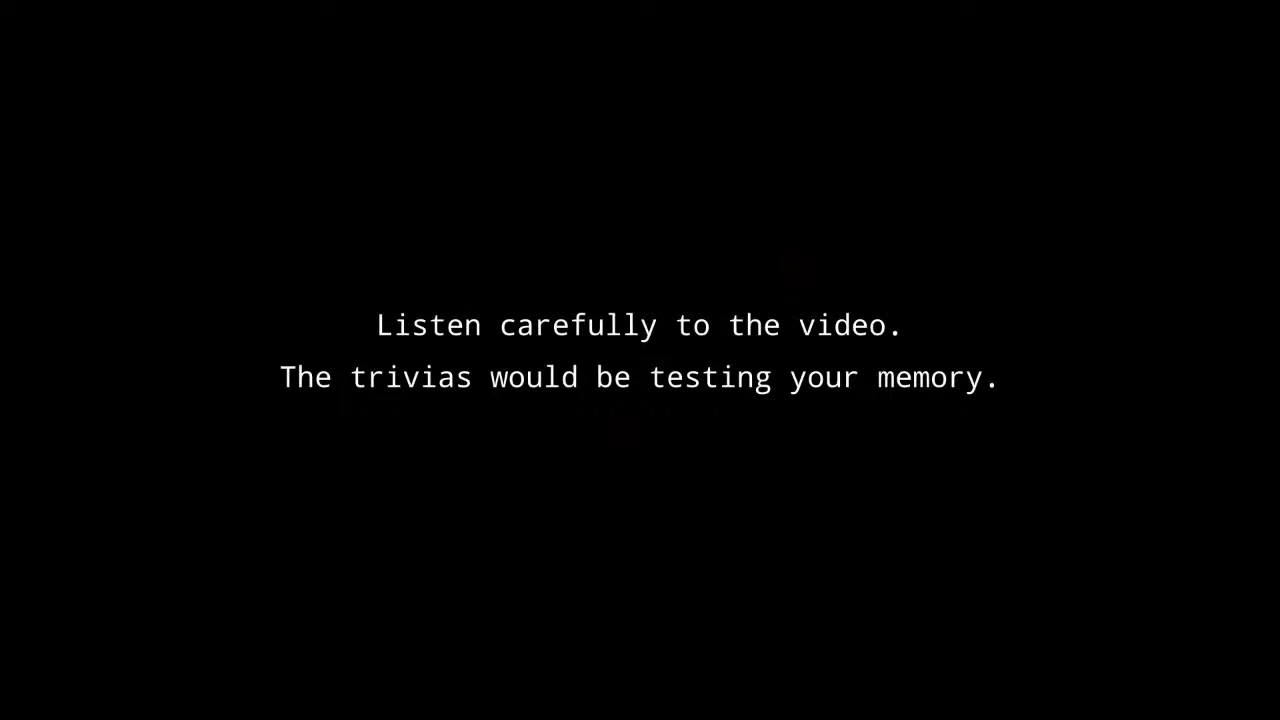 Listen carefully to the video.
The trivias would be testing your memory.